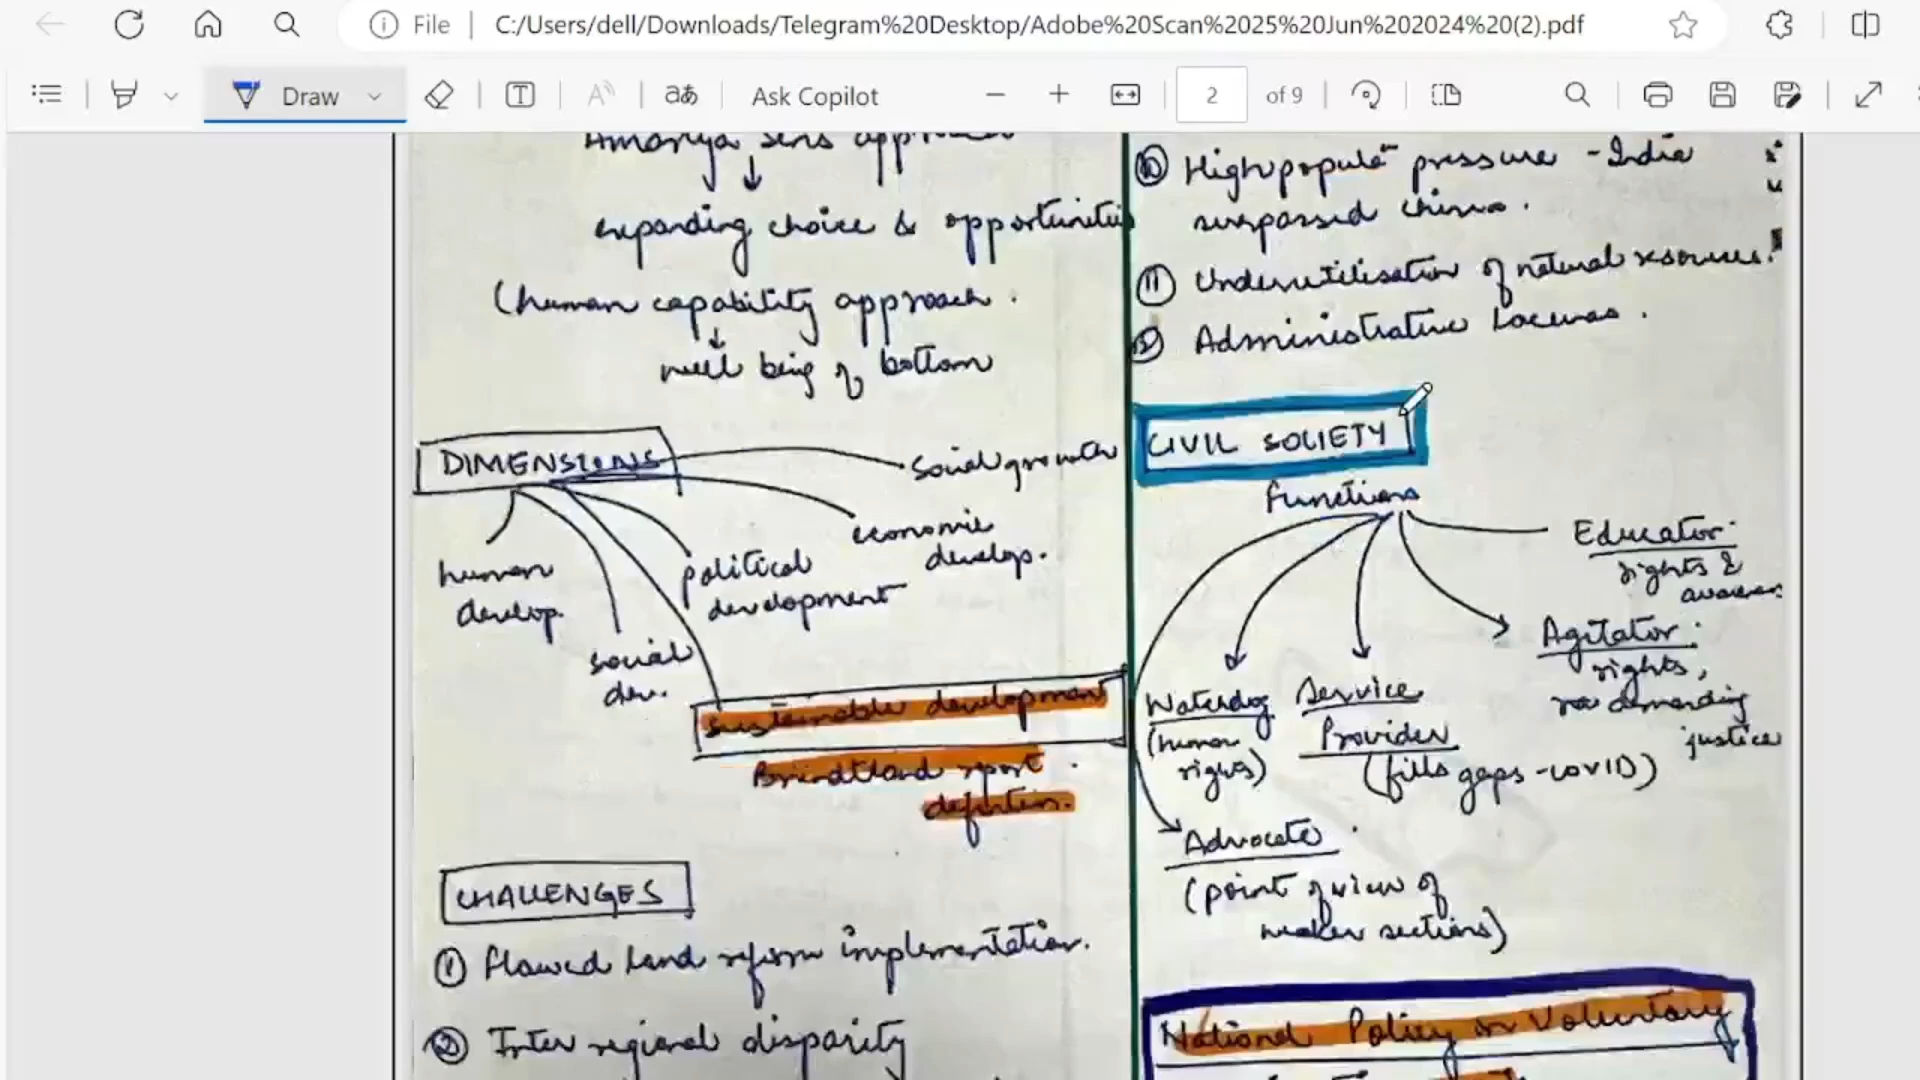 File
C:/Users/dell/Downloads/Telegram%20Desktop/Adobe%20Scan%2025%20Jun%202024%20(2).pdf
Draw
Ask Copilot
2 of 9
Amartya sens
expanding choice & opportunities
(human capability approach.
well being of bottom
DIMENSIONS
social growth
economic
develop.
political
development
human
develop.
social
dev.
Sustainable development
Brundtland report
definition.
CHALLENGES
① flawed land reform implementation.
② Inter regional disparity
⑩ High populn pressure - India
surpassed China.
⑪ Underutilisation of natural resources.
Administrative Lacunas.
CIVIL SOCIETY
functions
Educator:
rights &
Agitator:
rights,
demanding
justice
Watchdog
(human
rights)
Service
Provider
(fills gaps - COVID)
Advocate
(point of view of
weaker sections)
National Policy on Voluntary